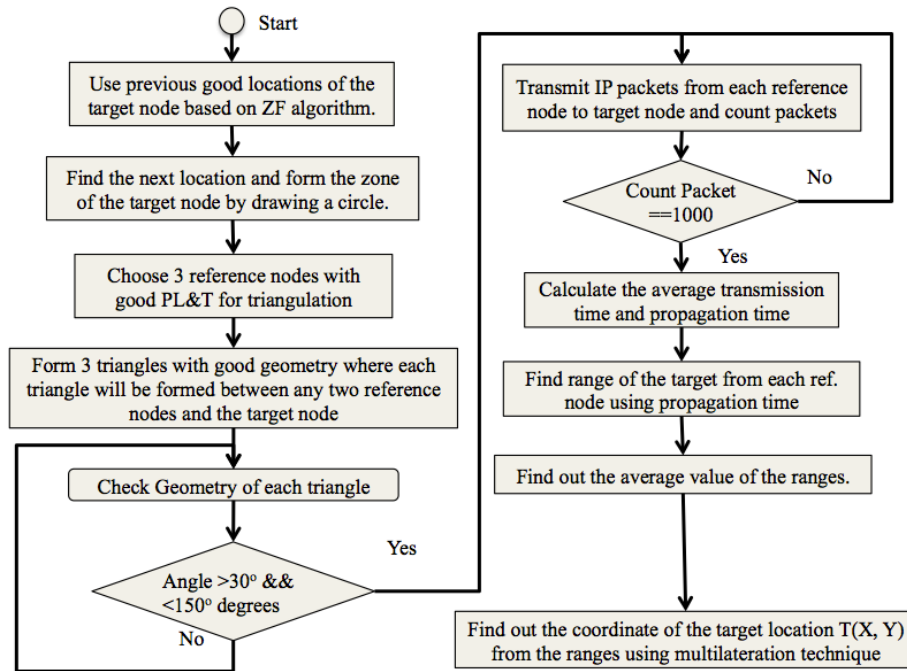 Start
Use previous good locations of the
target node based on ZF algorithm.
Find the next location and form the zone
of the target node by drawing a circle.
Choose 3 reference nodes with
good PL&T for triangulation
Form 3 triangles with good geometry where each
triangle will be formed between any two reference
nodes and the target node
Check Geometry of each triangle
Angle >30° &&
<150° degrees
Yes
No
Transmit IP packets from each reference
node to target node and count packets
Count Packet
==1000
No
Yes
Calculate the average transmission
time and propagation time
Find range of the target from each ref.
node using propagation time
Find out the average value of the ranges.
Find out the coordinate of the target location T(X, Y)
from the ranges using multilateration technique